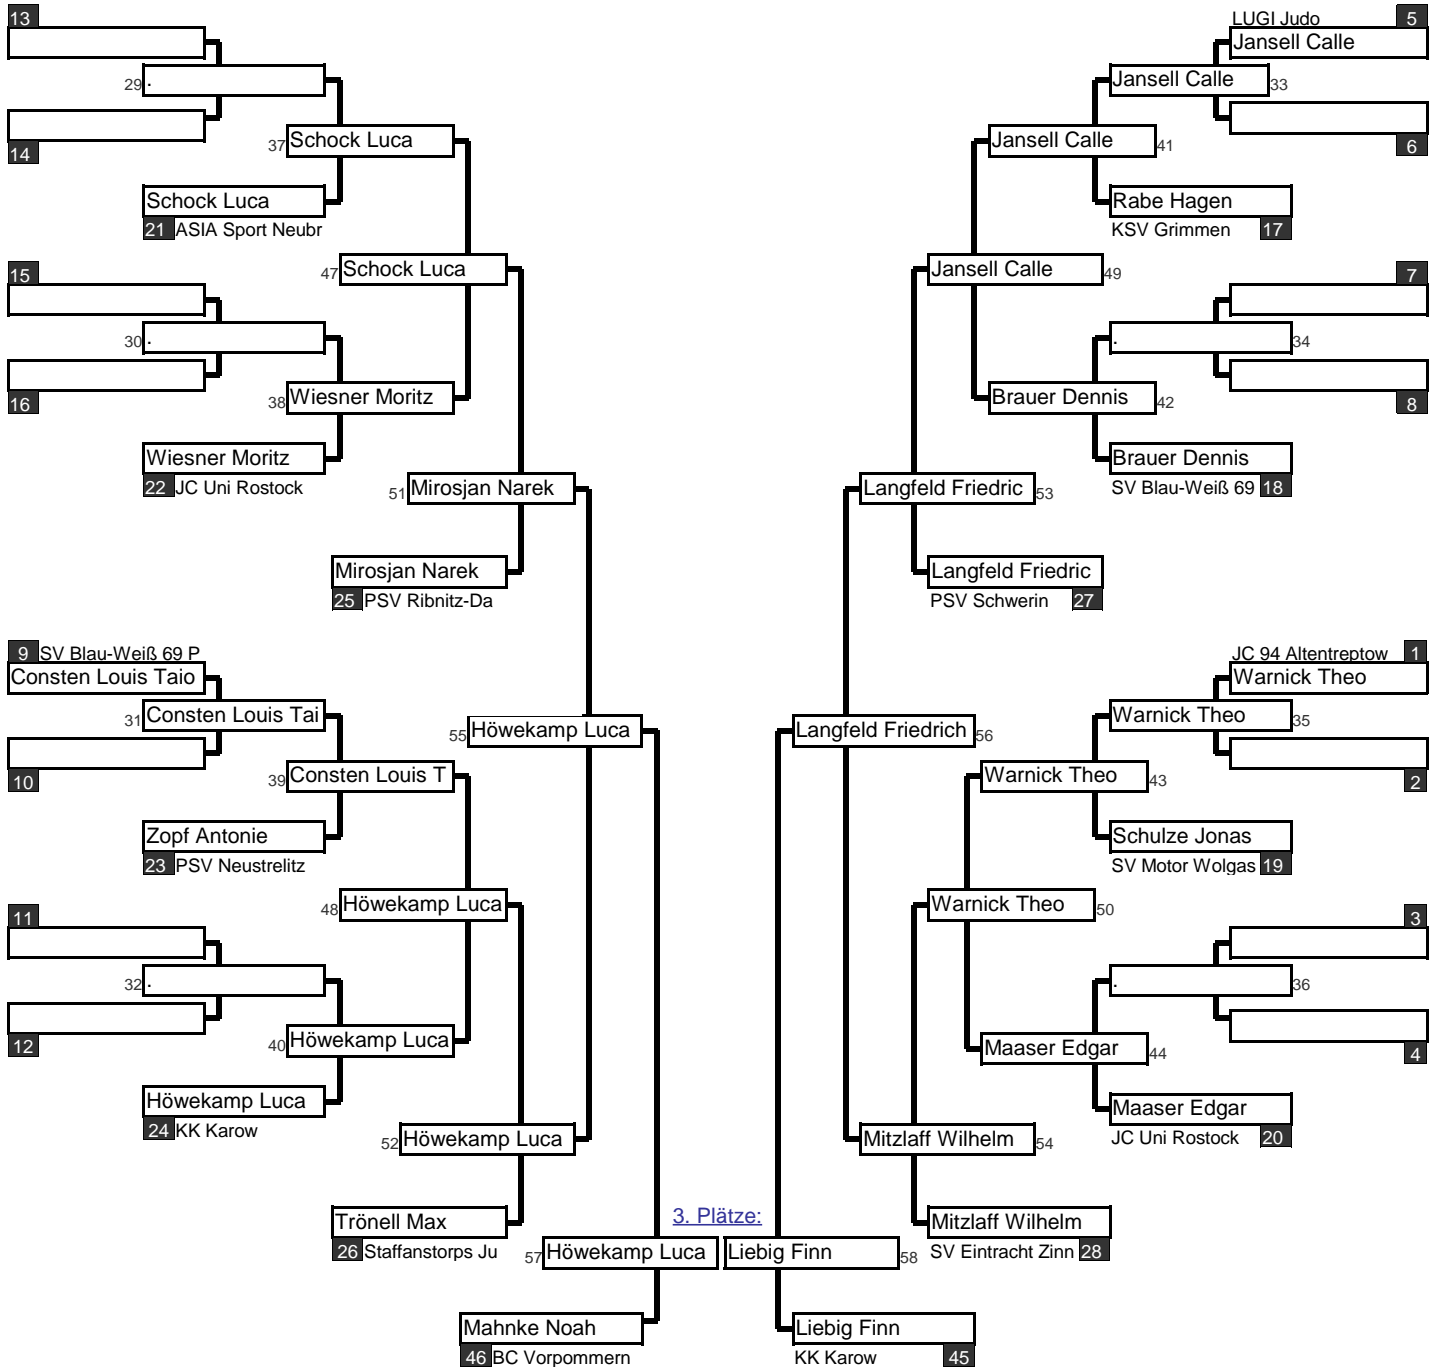 13
29 .
14
37 Schock Luca
Schock Luca
21 ASIA Sport Neubr
47 Schock Luca
15
30 .
16
38 Wiesner Moritz
Wiesner Moritz
22 JC Uni Rostock
51 Mirosjan Narek
Mirosjan Narek
25 PSV Ribnitz-Da
9 SV Blau-Weiß 69 P
Consten Louis Taio
31 Consten Louis Tai
10
39 Consten Louis T
Zopf Antonie
23 PSV Neustrelitz
55 Höwekamp Luca
48 Höwekamp Luca
11
32 .
12
40 Höwekamp Luca
Höwekamp Luca
24 KK Karow
52 Höwekamp Luca
Trönell Max
26 Staffanstorps Ju
57 Höwekamp Luca
Mahnke Noah
46 BC Vorpommern
3. Plätze:
LUGI Judo 5
Jansell Calle
Jansell Calle 33
6
Jansell Calle 41
Rabe Hagen
KSV Grimmen 17
Jansell Calle 49
7
. 34
8
Brauer Dennis 42
Brauer Dennis
SV Blau-Weiß 69 18
Langfeld Friedric 53
Langfeld Friedric
PSV Schwerin 27
JC 94 Altentreptow 1
Warnick Theo
Warnick Theo 35
2
Langfeld Friedrich 56
Warnick Theo 43
Schulze Jonas
SV Motor Wolgas 19
Warnick Theo 50
3
. 36
4
Maaser Edgar 44
Maaser Edgar
JC Uni Rostock 20
Mitzlaff Wilhelm 54
Mitzlaff Wilhelm
SV Eintracht Zinn 28
Liebig Finn 58
Liebig Finn
KK Karow 45